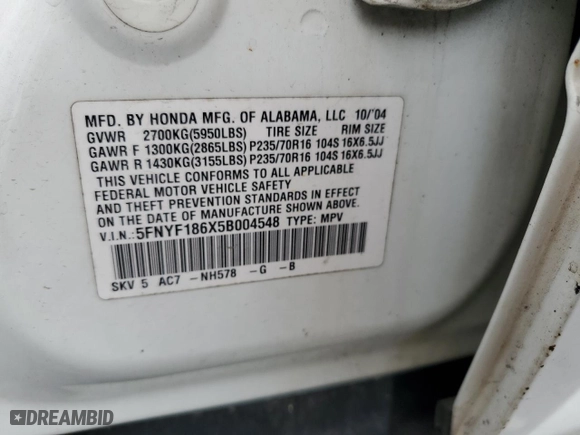 MFD. BY HONDA MFG. OF ALABAMA, LLC 10/'04
GVWR 2700KG(5950LBS) TIRE SIZE RIM SIZE
GAWR F 1300KG(2865LBS) P235/70R16 104S 16X6.5JJ
GAWR R 1430KG(3155LBS) P235/70R16 104S 16X6.5JJ
THIS VEHICLE CONFORMS TO ALL APPLICABLE
FEDERAL MOTOR VEHICLE SAFETY
AND THEFT PREVENTION STANDARDS IN EFFECT
ON THE DATE OF MANUFACTURE SHOWN ABOVE.
V.I.N.:5FNYF186X5B004548 TYPE: MPV
SKV 5 AC7 -NH578 -G -B
DREAMBID